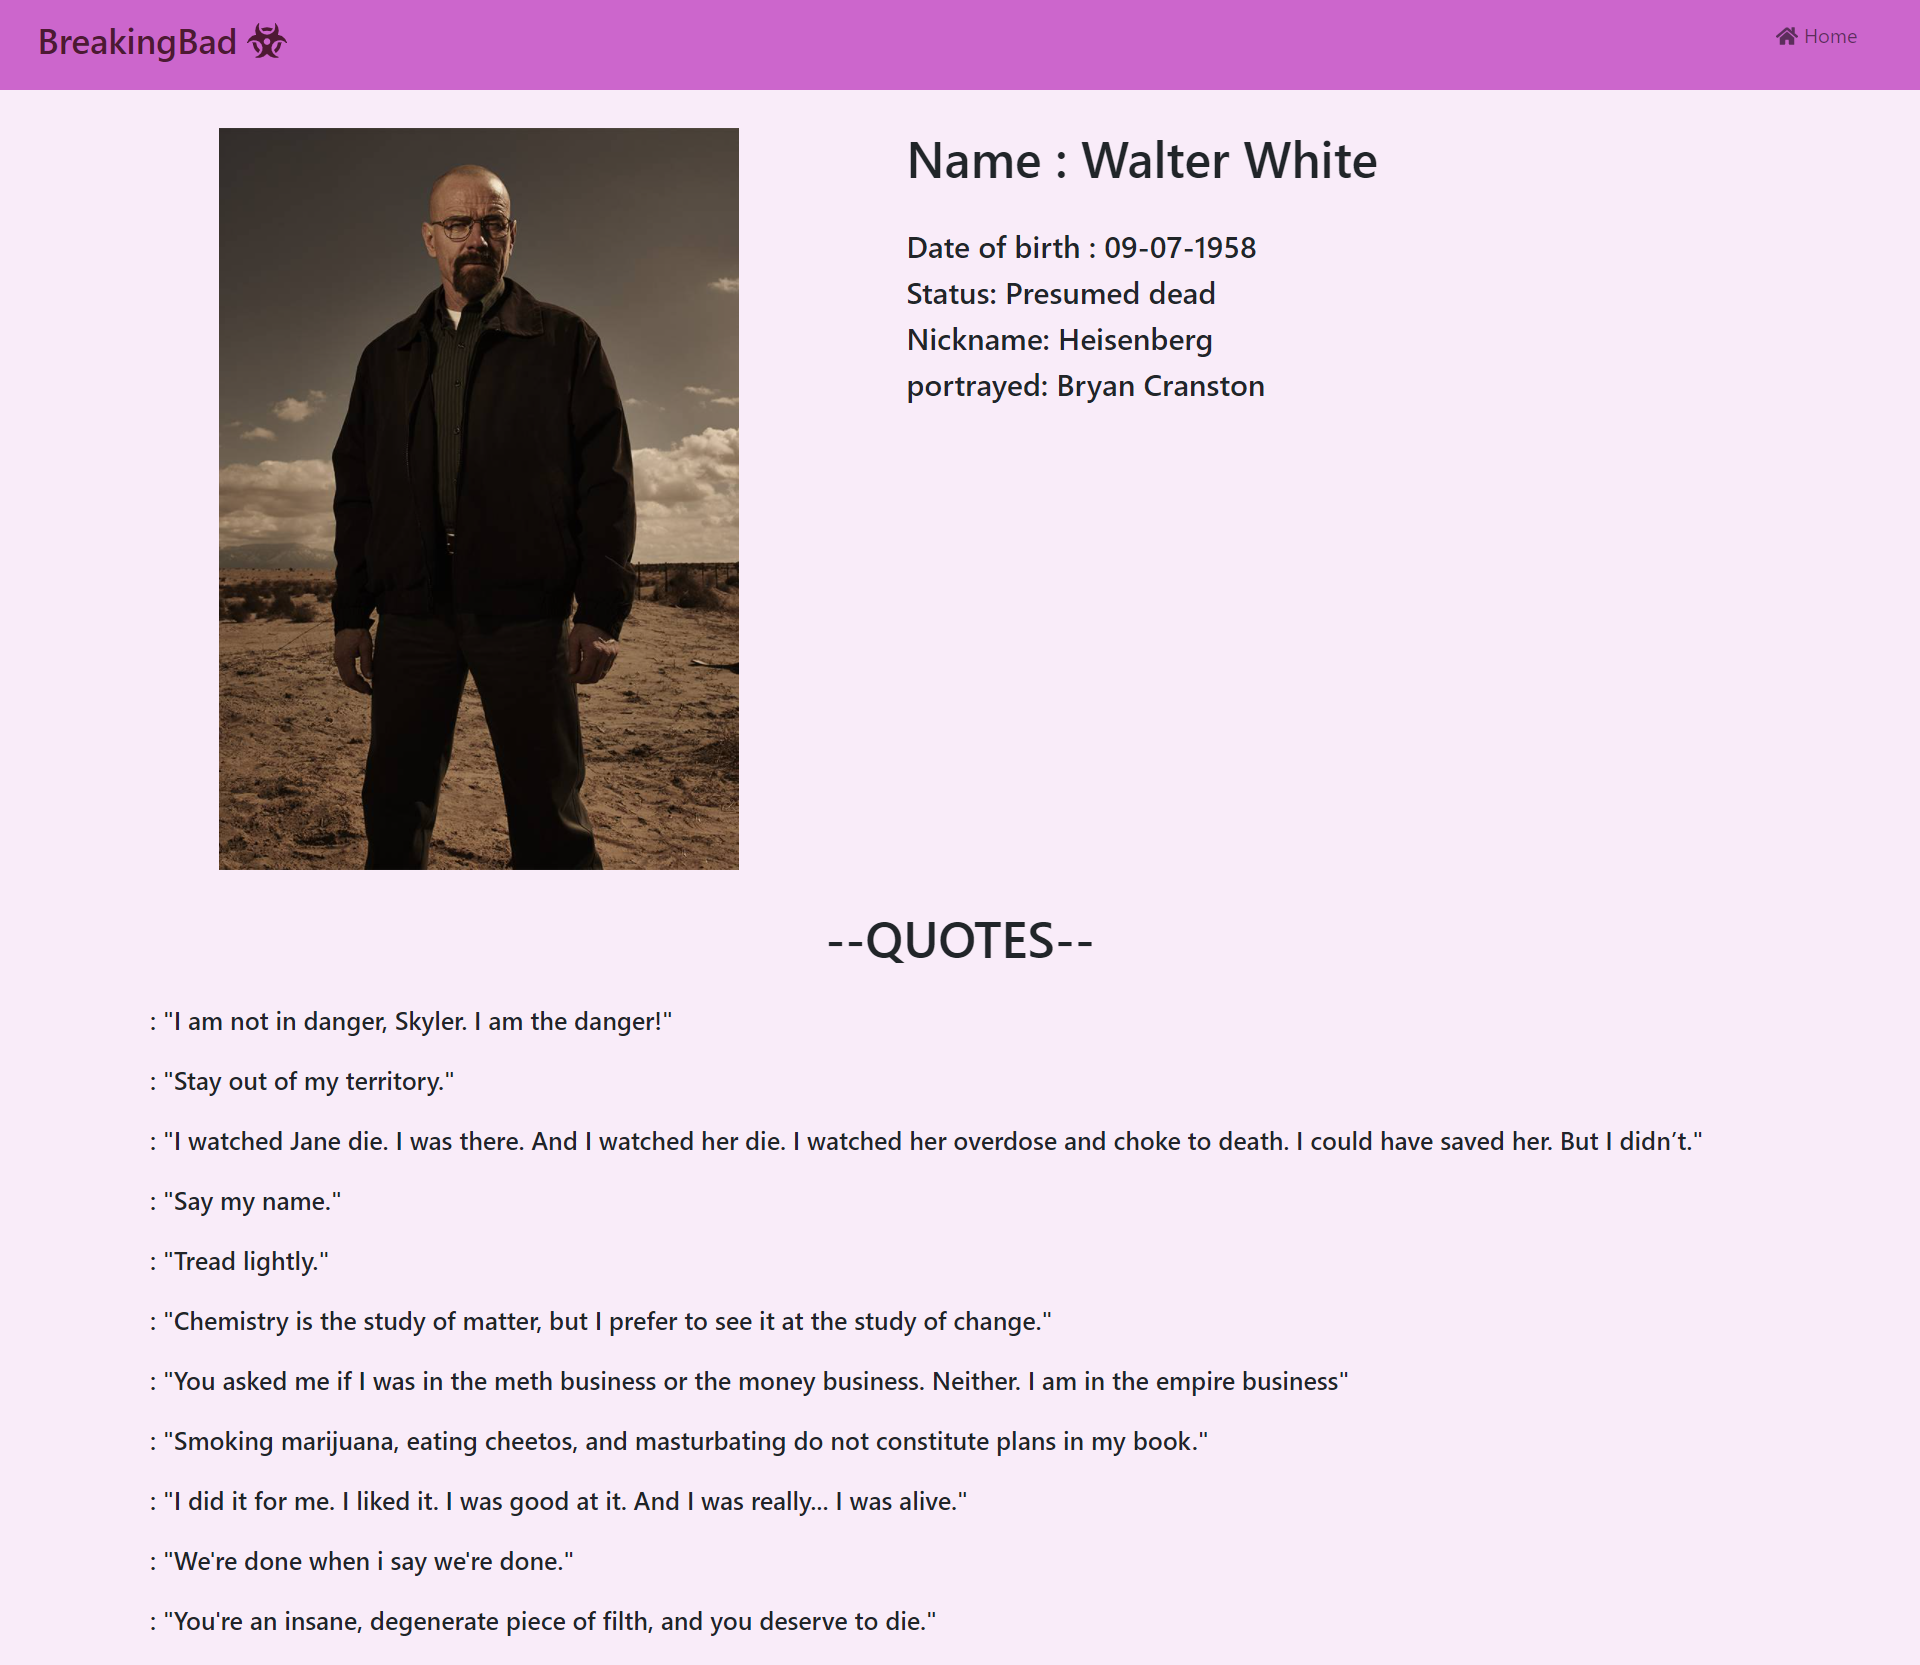 BreakingBad
Home
Name : Walter White
Date of birth : 09-07-1958
Status: Presumed dead
Nickname: Heisenberg
portrayed: Bryan Cranston
--QUOTES--
: "I am not in danger, Skyler. I am the danger!"
: "Stay out of my territory."
: "I watched Jane die. I was there. And I watched her die. I watched her overdose and choke to death. I could have saved her. But I didn’t."
: "Say my name."
: "Tread lightly."
: "Chemistry is the study of matter, but I prefer to see it at the study of change."
: "You asked me if I was in the meth business or the money business. Neither. I am in the empire business"
: "Smoking marijuana, eating cheetos, and masturbating do not constitute plans in my book."
: "I did it for me. I liked it. I was good at it. And I was really... I was alive."
: "We're done when i say we're done."
: "You're an insane, degenerate piece of filth, and you deserve to die."